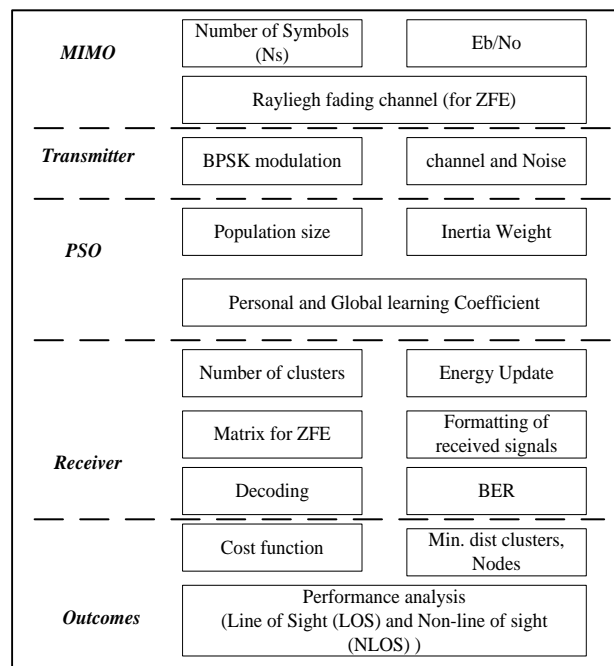 MIMO
Number of Symbols
(Ns)
Eb/No
Rayliegh fading channel (for ZFE)
Transmitter
BPSK modulation
channel and Noise
PSO
Population size
Inertia Weight
Personal and Global learning Coefficient
Receiver
Number of clusters
Energy Update
Matrix for ZFE
Formatting of
received signals
Decoding
BER
Outcomes
Cost function
Min. dist clusters,
Nodes
Performance analysis
(Line of Sight (LOS) and Non-line of sight
(NLOS) )